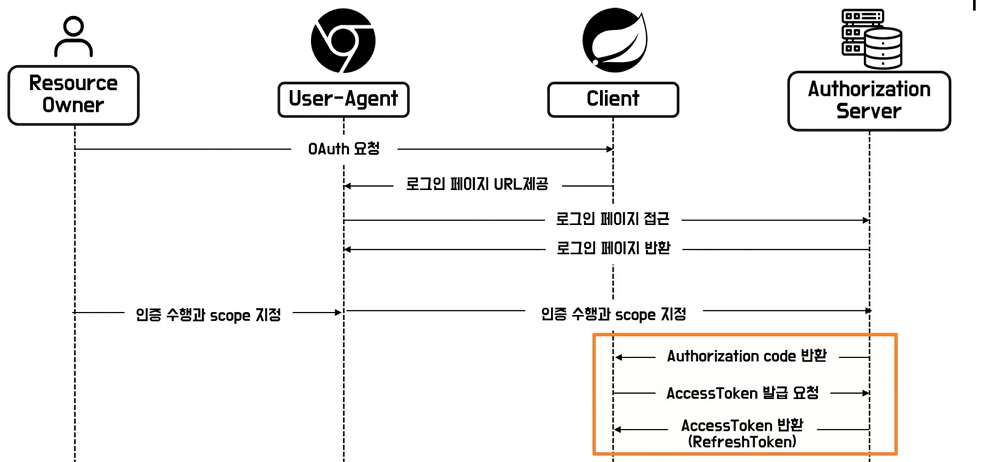 Resource
Owner
User-Agent
Client
Authorization
Server
OAuth 요청
로그인 페이지 URL제공
로그인 페이지 접근
로그인 페이지 반환
인증 수행과 scope 지정
인증 수행과 scope 지정
Authorization code 반환
AccessToken 발급 요청
AccessToken 반환
(RefreshToken)